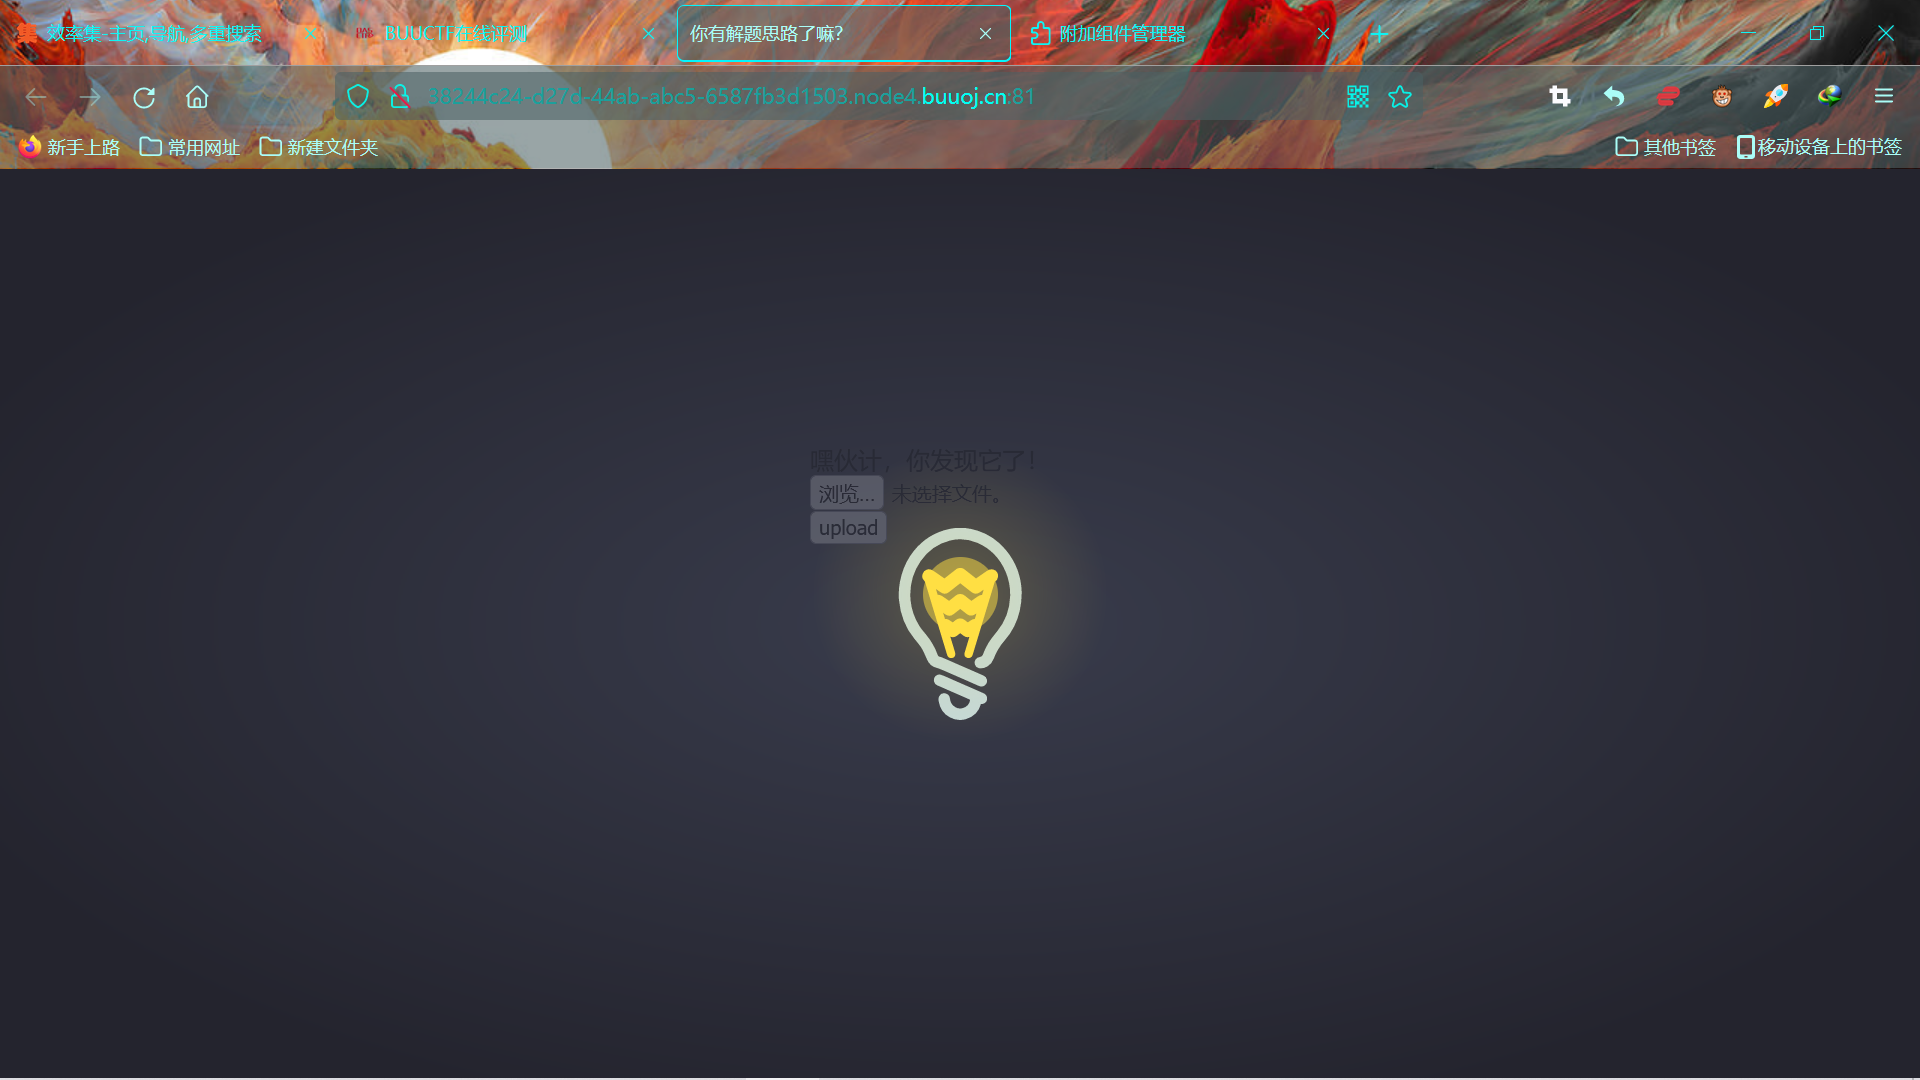 效率集-主页,导航,多重搜索
BUUCTF在线评测
你有解题思路了嘛?
附加组件管理器
38244c24-d27d-44ab-abc5-6587fb3d1503.node4.buuoj.cn:81
新手上路
常用网址
新建文件夹
其他书签
移动设备上的书签
嘿伙计，你发现它了！
浏览... 未选择文件。
upload